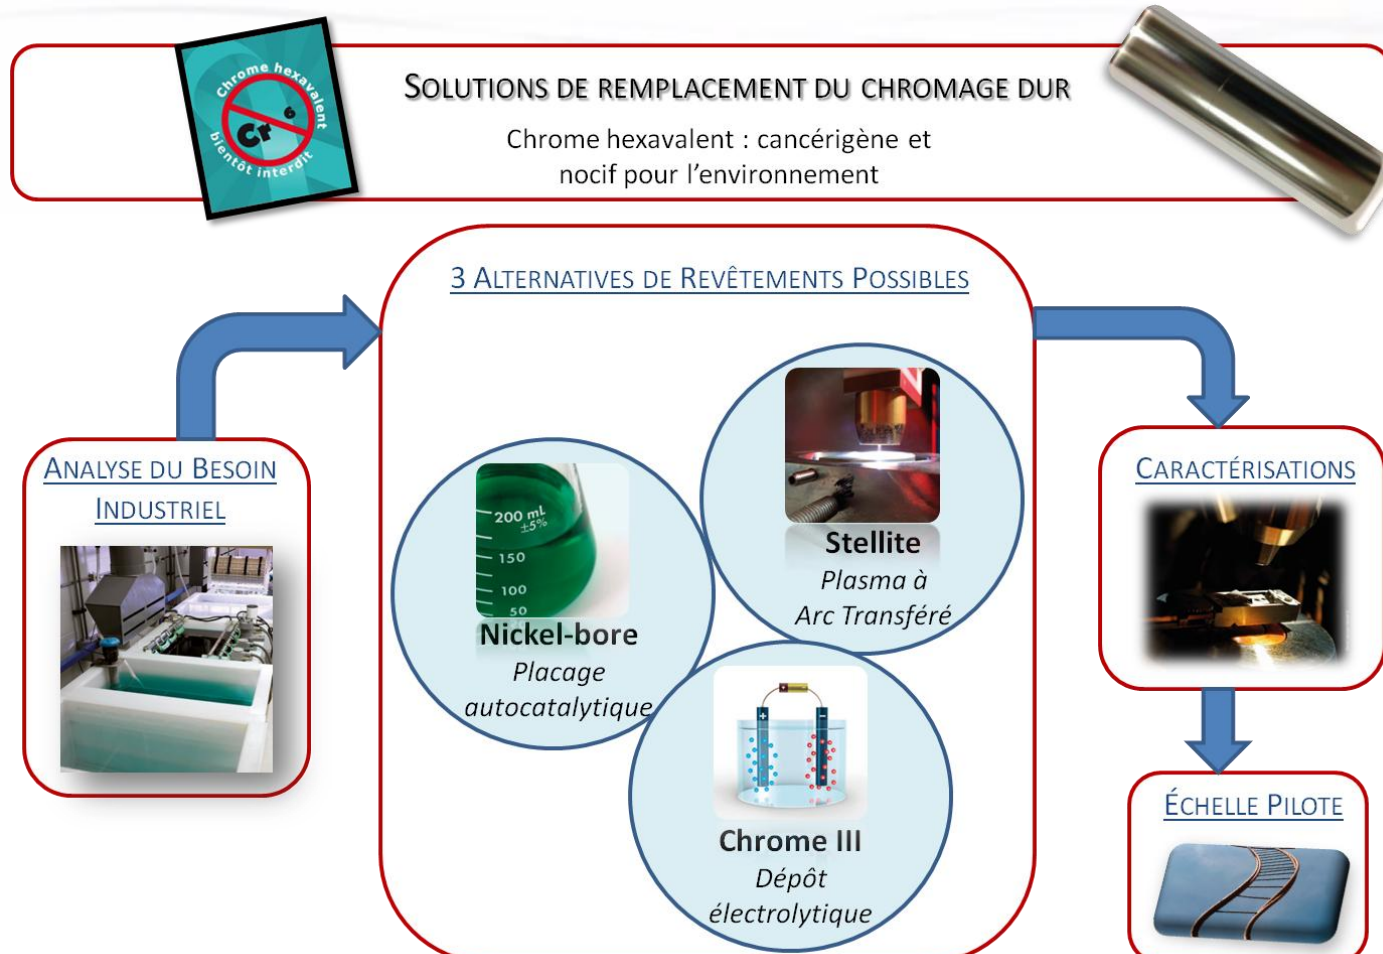 Chrome hexavalent
Cr 6
bientôt interdit
SOLUTIONS DE REMPLACEMENT DU CHROMAGE DUR
Chrome hexavalent : cancérigène et
nocif pour l'environnement
3 ALTERNATIVES DE REVÊTEMENTS POSSIBLES
ANALYSE DU BESOIN
INDUSTRIEL
200 mL
±5%
150
100
50
Nickel-bore
Placage
autocatalytique
Stellite
Plasma à
Arc Transféré
+
−
Chrome III
Dépôt
électrolytique
CARACTÉRISATIONS
ÉCHELLE PILOTE